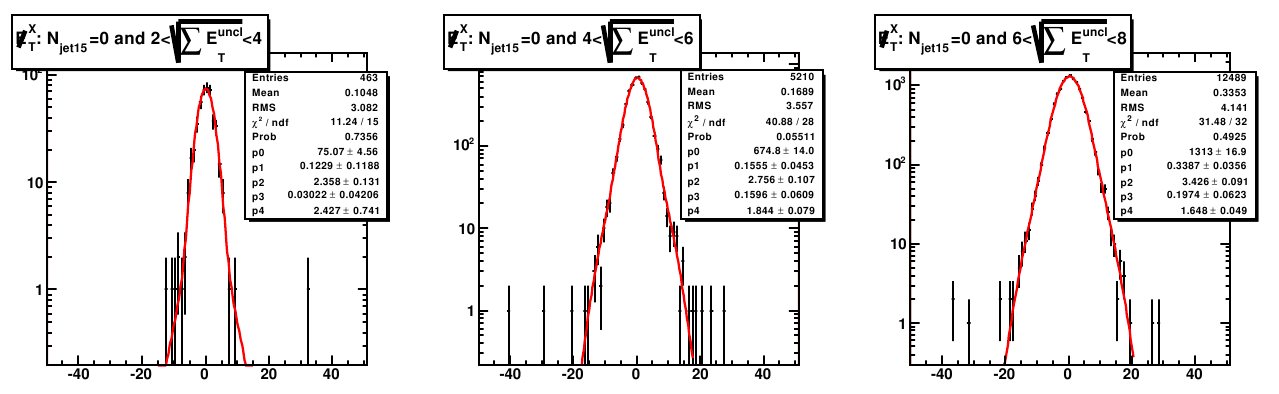 E̸_T^X: N_jet15=0 and 2<√∑ E_T^uncl<4
Entries 463
Mean 0.1048
RMS 3.082
χ² / ndf 11.24 / 15
Prob 0.7356
p0 75.07 ± 4.56
p1 0.1229 ± 0.1188
p2 2.358 ± 0.131
p3 0.03022 ± 0.04206
p4 2.427 ± 0.741
10²
10
1
-40 -20 0 20 40
E̸_T^X: N_jet15=0 and 4<√∑ E_T^uncl<6
Entries 5210
Mean 0.1689
RMS 3.557
χ² / ndf 40.88 / 28
Prob 0.05511
p0 674.8 ± 14.0
p1 0.1555 ± 0.0453
p2 2.756 ± 0.107
p3 0.1596 ± 0.0609
p4 1.844 ± 0.079
10²
10
1
-40 -20 0 20 40
E̸_T^X: N_jet15=0 and 6<√∑ E_T^uncl<8
Entries 12489
Mean 0.3353
RMS 4.141
χ² / ndf 31.48 / 32
Prob 0.4925
p0 1313 ± 16.9
p1 0.3387 ± 0.0356
p2 3.426 ± 0.091
p3 0.1974 ± 0.0623
p4 1.648 ± 0.049
10³
10²
10
1
-40 -20 0 20 40